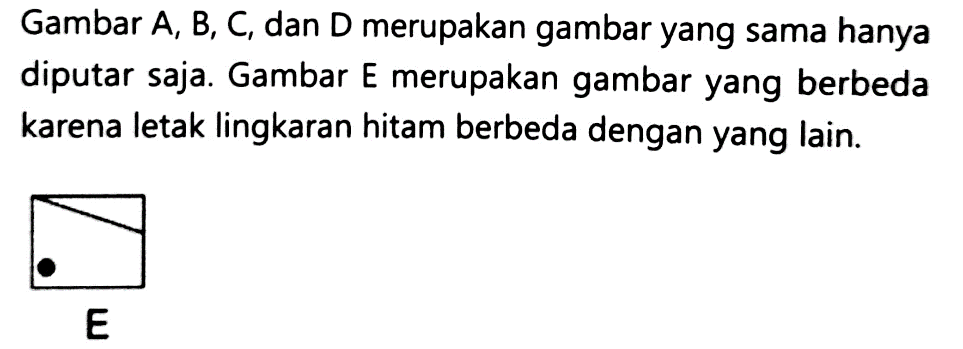 Gambar A, B, C, dan D merupakan gambar yang sama hanya
diputar saja. Gambar E merupakan gambar yang berbeda
karena letak lingkaran hitam berbeda dengan yang lain.
E